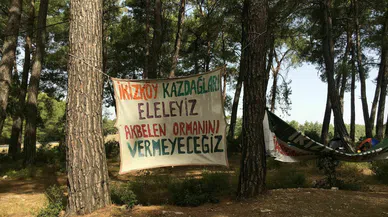 İKİZKÖY KAZDAĞLARI
ELELEYİZ
AKBELEN ORMANINI
VERMEYECEĞİZ